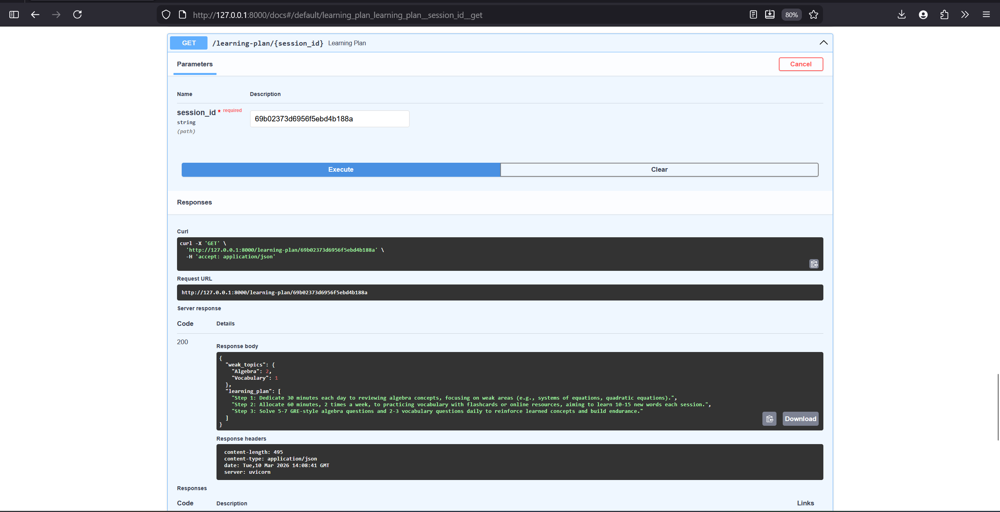 http://127.0.0.1:8000/docs#/default/learning_plan_learning_plan__session_id__get
80%
GET /learning-plan/{session_id} Learning Plan
Parameters
Cancel
Name Description
session_id * required
string
(path)
69b02373d6956f5ebd4b188a
Execute Clear
Responses
Curl
curl -X 'GET' \
'http://127.0.0.1:8000/learning-plan/69b02373d6956f5ebd4b188a' \
-H 'accept: application/json'
Request URL
http://127.0.0.1:8000/learning-plan/69b02373d6956f5ebd4b188a
Server response
Code Details
200
Response body
{
"weak_topics": {
"Algebra": 2,
"Vocabulary": 1
},
"learning_plan": [
"Step 1: Dedicate 30 minutes each day to reviewing algebra concepts, focusing on weak areas (e.g., systems of equations, quadratic equations).",
"Step 2: Allocate 60 minutes, 2 times a week, to practicing vocabulary with flashcards or online resources, aiming to learn 10-15 new words each session.",
"Step 3: Solve 5-7 GRE-style algebra questions and 2-3 vocabulary questions daily to reinforce learned concepts and build endurance."
]
}
Download
Response headers
content-length: 495
content-type: application/json
date: Tue,10 Mar 2026 14:08:41 GMT
server: uvicorn
Responses
Code Description Links